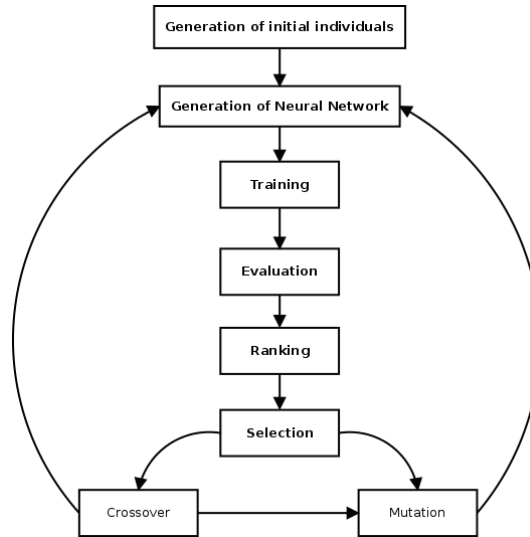 Generation of initial individuals
Generation of Neural Network
Training
Evaluation
Ranking
Selection
Crossover
Mutation